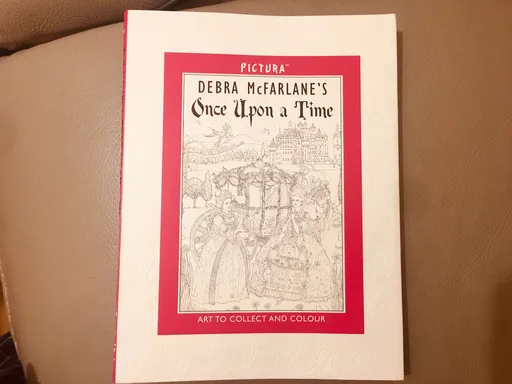 PICTURA™
DEBRA McFARLANE'S
Once Upon a Time
ART TO COLLECT AND COLOUR